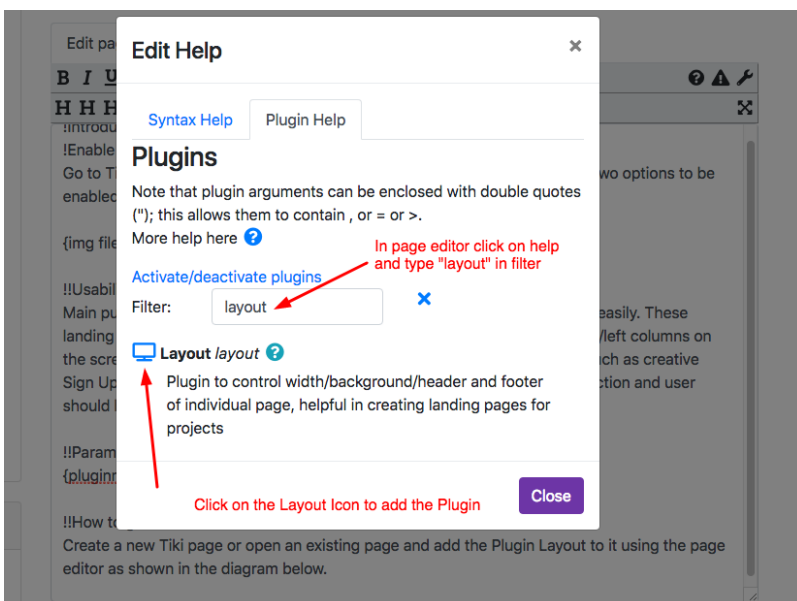 Edit pa
Edit Help
×
B I U
H H H
Syntax Help
Plugin Help
!Introdu
!Enable
Plugins
Go to Ti
wo options to be
enabled
Note that plugin arguments can be enclosed with double quotes
("); this allows them to contain , or = or >.
More help here
{img file
In page editor click on help
and type "layout" in filter
Activate/deactivate plugins
!!Usabil
Filter:
layout
Main pu
easily. These
landing
/left columns on
the scre
ch as creative
Layout layout
Sign Up
ction and user
Plugin to control width/background/header and footer
should
of individual page, helpful in creating landing pages for
projects
!!Param
{pluginr
Close
Click on the Layout Icon to add the Plugin
!!How to
Create a new Tiki page or open an existing page and add the Plugin Layout to it using the page
editor as shown in the diagram below.